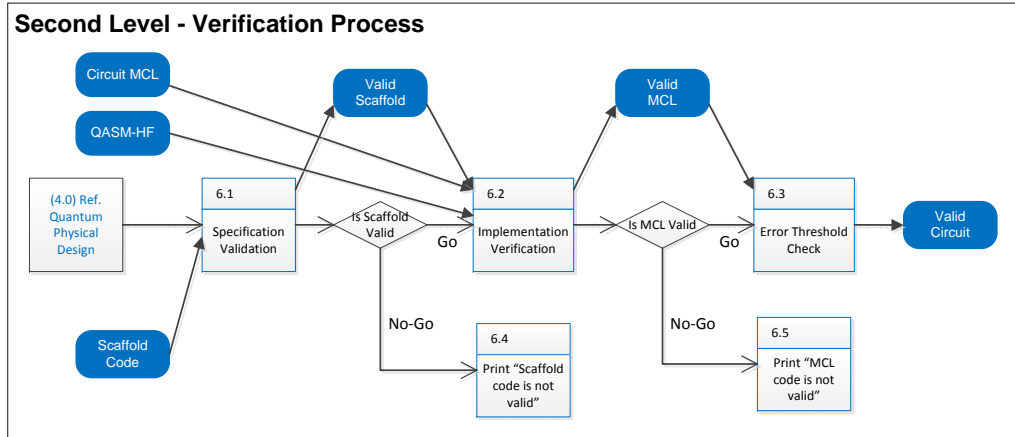 Second Level - Verification Process
Circuit MCL
Valid
Scaffold
Valid
MCL
QASM-HF
(4.0) Ref.
Quantum
Physical
Design
6.1
Specification
Validation
Is Scaffold
Valid
Go
6.2
Implementation
Verification
Is MCL Valid
Go
6.3
Error Threshold
Check
Valid
Circuit
Scaffold
Code
No-Go
6.4
Print “Scaffold
code is not
valid”
No-Go
6.5
Print “MCL
code is not
valid”